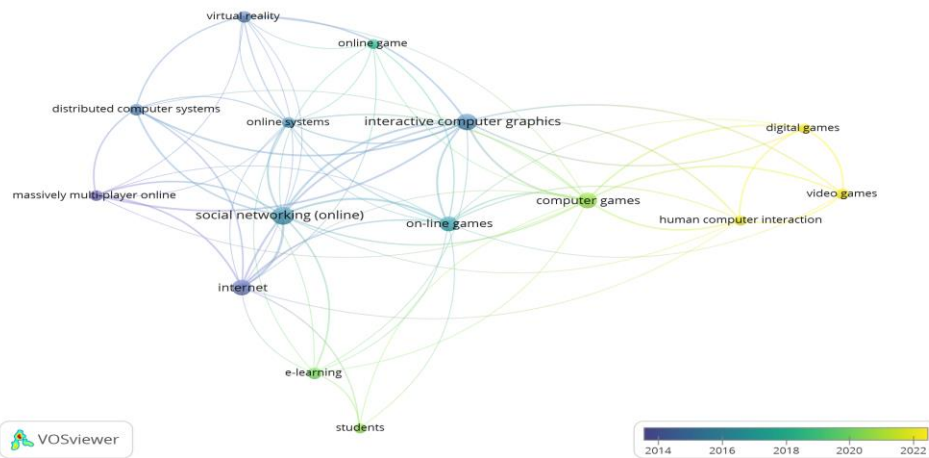 virtual reality
online game
distributed computer systems
online systems
interactive computer graphics
digital games
massively multi-player online
social networking (online)
on-line games
computer games
video games
human computer interaction
internet
e-learning
students
VOSviewer
2014 2016 2018 2020 2022